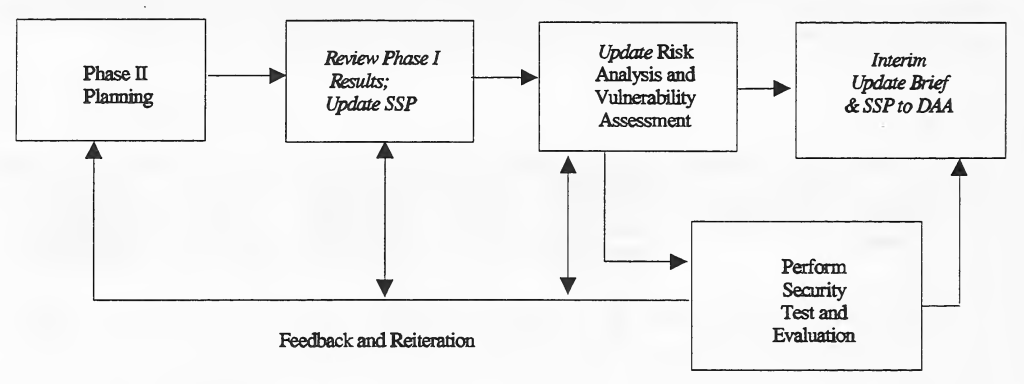 Phase II
Planning
Review Phase I
Results;
Update SSP
Update Risk
Analysis and
Vulnerability
Assessment
Interim
Update Brief
& SSP to DAA
Perform
Security
Test and
Evaluation
Feedback and Reiteration